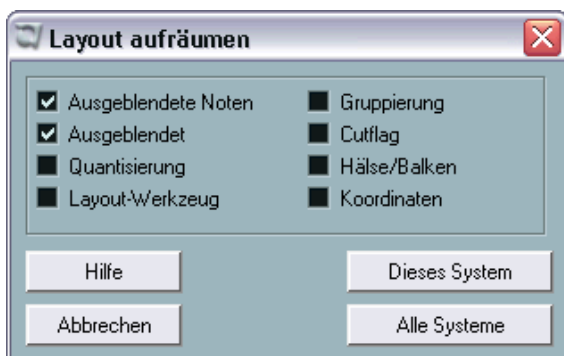 Layout aufräumen
Ausgeblendete Noten
Ausgeblendet
Quantisierung
Layout-Werkzeug
Gruppierung
Cutflag
Hälse/Balken
Koordinaten
Hilfe
Dieses System
Abbrechen
Alle Systeme